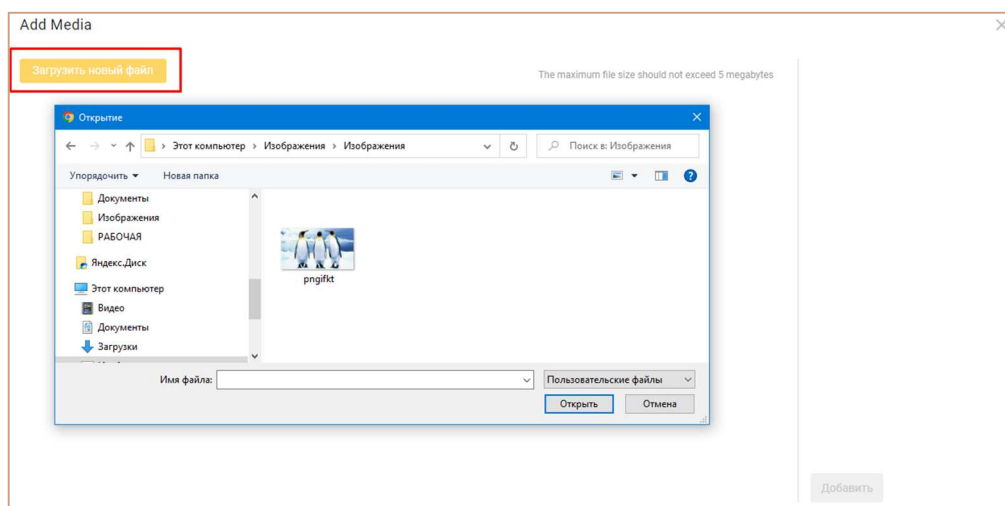 Add Media
Загрузить новый файл
The maximum file size should not exceed 5 megabytes
Открытие
Этот компьютер > Изображения > Изображения
Поиск в: Изображения
Упорядочить
Новая папка
Документы
Изображения
РАБОЧАЯ
Яндекс.Диск
Этот компьютер
Видео
Документы
Загрузки
pngifkt
Имя файла:
Пользовательские файлы
Открыть
Отмена
Добавить